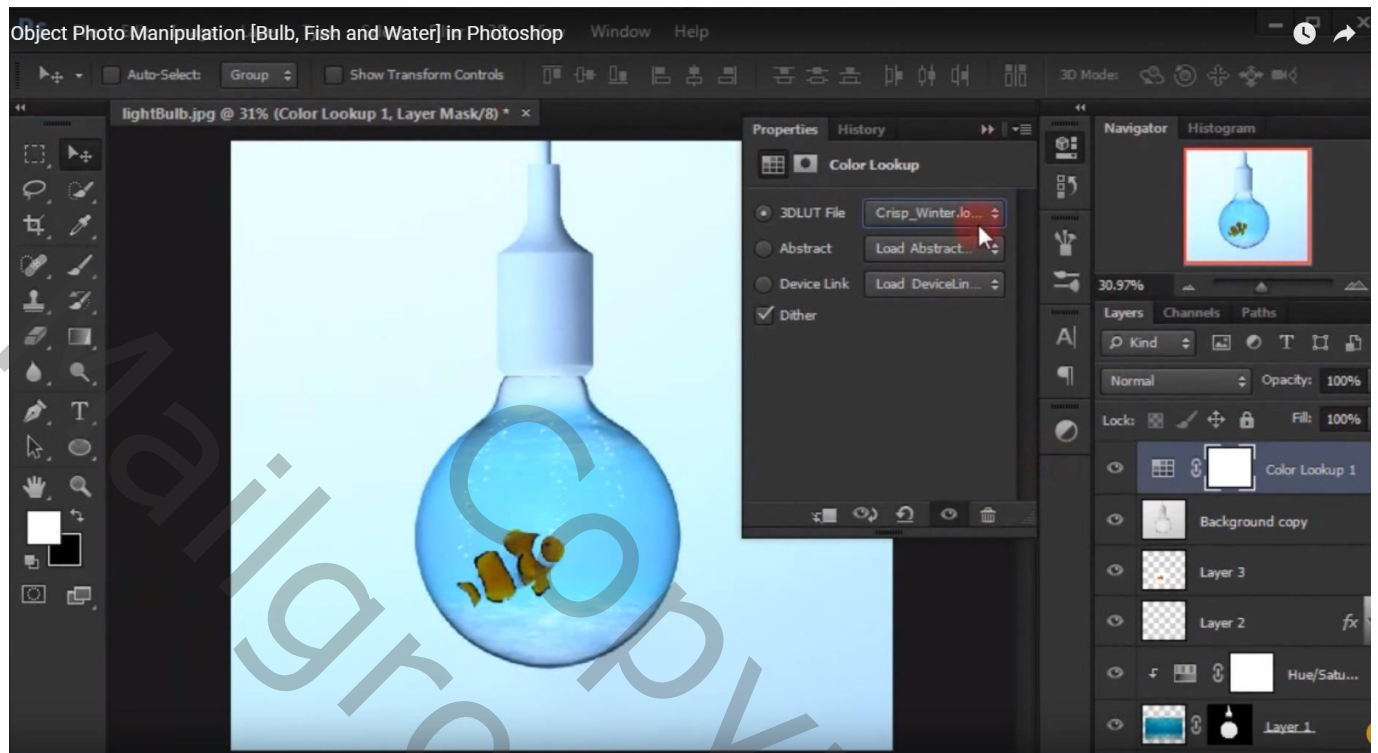 Object Photo Manipulation [Bulb, Fish and Water] in Photoshop
Window Help
Auto-Select: Group Show Transform Controls 3D Mode:
lightBulb.jpg @ 31% (Color Lookup 1, Layer Mask/8) * ×
Properties History
Color Lookup
3DLUT File Crisp_Winter.lo...
Abstract Load Abstract...
Device Link Load DeviceLin...
Dither
Navigator Histogram
30.97%
Layers Channels Paths
Kind
Normal Opacity: 100%
Lock: Fill: 100%
Color Lookup 1
Background copy
Layer 3
Layer 2 fx
Hue/Satu...
Layer 1